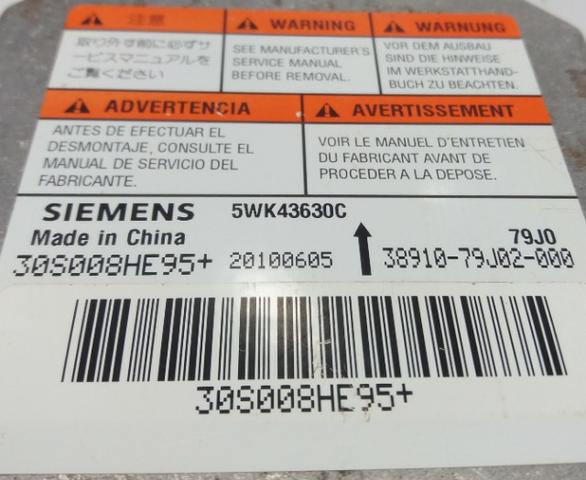 注意
取り外す前に必ずサ
ービスマニュアルを
ご覧ください
WARNING
SEE MANUFACTURER'S
SERVICE MANUAL
BEFORE REMOVAL.
WARNUNG
VOR DEM AUSBAU
SIND DIE HINWEISE
IM WERKSTATTHAND-
BUCH ZU BEACHTEN.
ADVERTENCIA
ANTES DE EFECTUAR EL
DESMONTAJE, CONSULTE EL
MANUAL DE SERVICIO DEL
FABRICANTE.
AVERTISSEMENT
VOIR LE MANUEL D'ENTRETIEN
DU FABRICANT AVANT DE
PROCEDER A LA DEPOSE.
SIEMENS 5WK43630C
Made in China 79J0
30S008HE95+ 20100605 38910-79J02-000
30S008HE95+